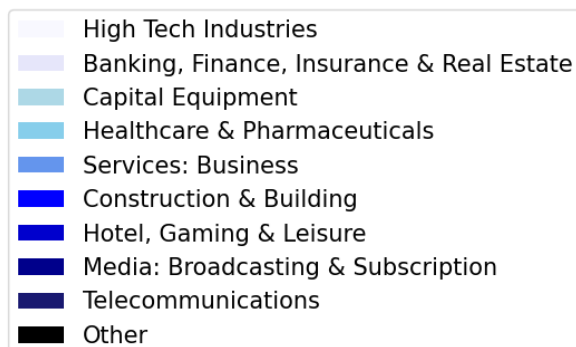 High Tech Industries
Banking, Finance, Insurance & Real Estate
Capital Equipment
Healthcare & Pharmaceuticals
Services: Business
Construction & Building
Hotel, Gaming & Leisure
Media: Broadcasting & Subscription
Telecommunications
Other